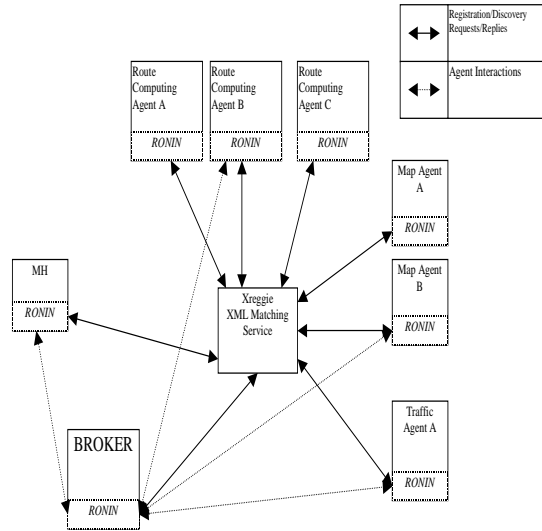 Registration/Discovery
Requests/Replies
Agent Interactions
Route
Computing
Agent A
RONIN
Route
Computing
Agent B
RONIN
Route
Computing
Agent C
RONIN
Map Agent
A
RONIN
MH
RONIN
Xreggie
XML Matching
Service
Map Agent
B
RONIN
BROKER
RONIN
Traffic
Agent A
RONIN